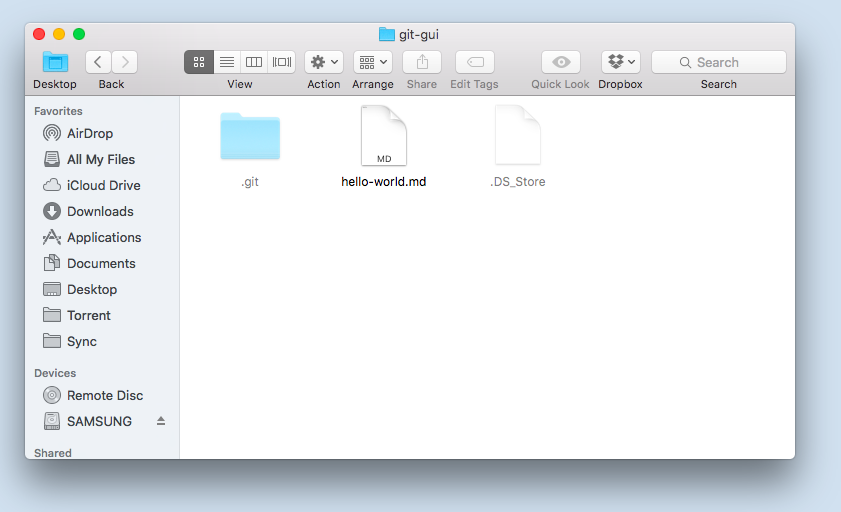 git-gui
Search
Desktop
Back
View
Action
Arrange
Share
Edit Tags
Quick Look
Dropbox
Search
Favorites
AirDrop
All My Files
iCloud Drive
Downloads
Applications
Documents
Desktop
Torrent
Sync
Devices
Remote Disc
SAMSUNG
Shared
MD
.git
hello-world.md
.DS_Store